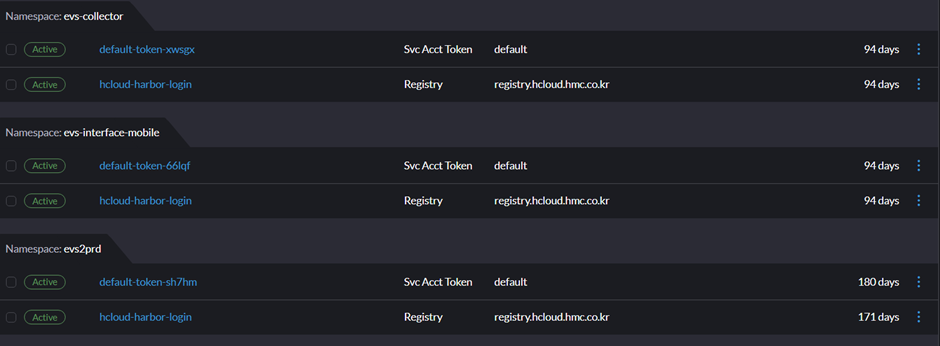 Namespace: evs-collector
Active default-token-xwsgx Svc Acct Token default 94 days
Active hcloud-harbor-login Registry registry.hcloud.hmc.co.kr 94 days
Namespace: evs-interface-mobile
Active default-token-66lqf Svc Acct Token default 94 days
Active hcloud-harbor-login Registry registry.hcloud.hmc.co.kr 94 days
Namespace: evs2prd
Active default-token-sh7hm Svc Acct Token default 180 days
Active hcloud-harbor-login Registry registry.hcloud.hmc.co.kr 171 days